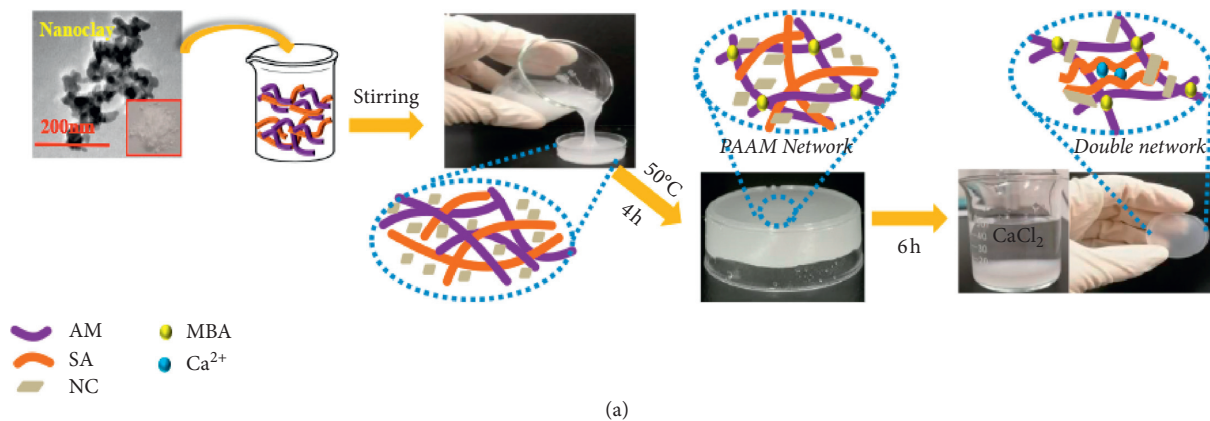 Nanoclay
200nm
Stirring
50°C
4h
PAAM Network
6h
CaCl₂
Double network
AM
SA
NC
MBA
Ca²⁺
(a)